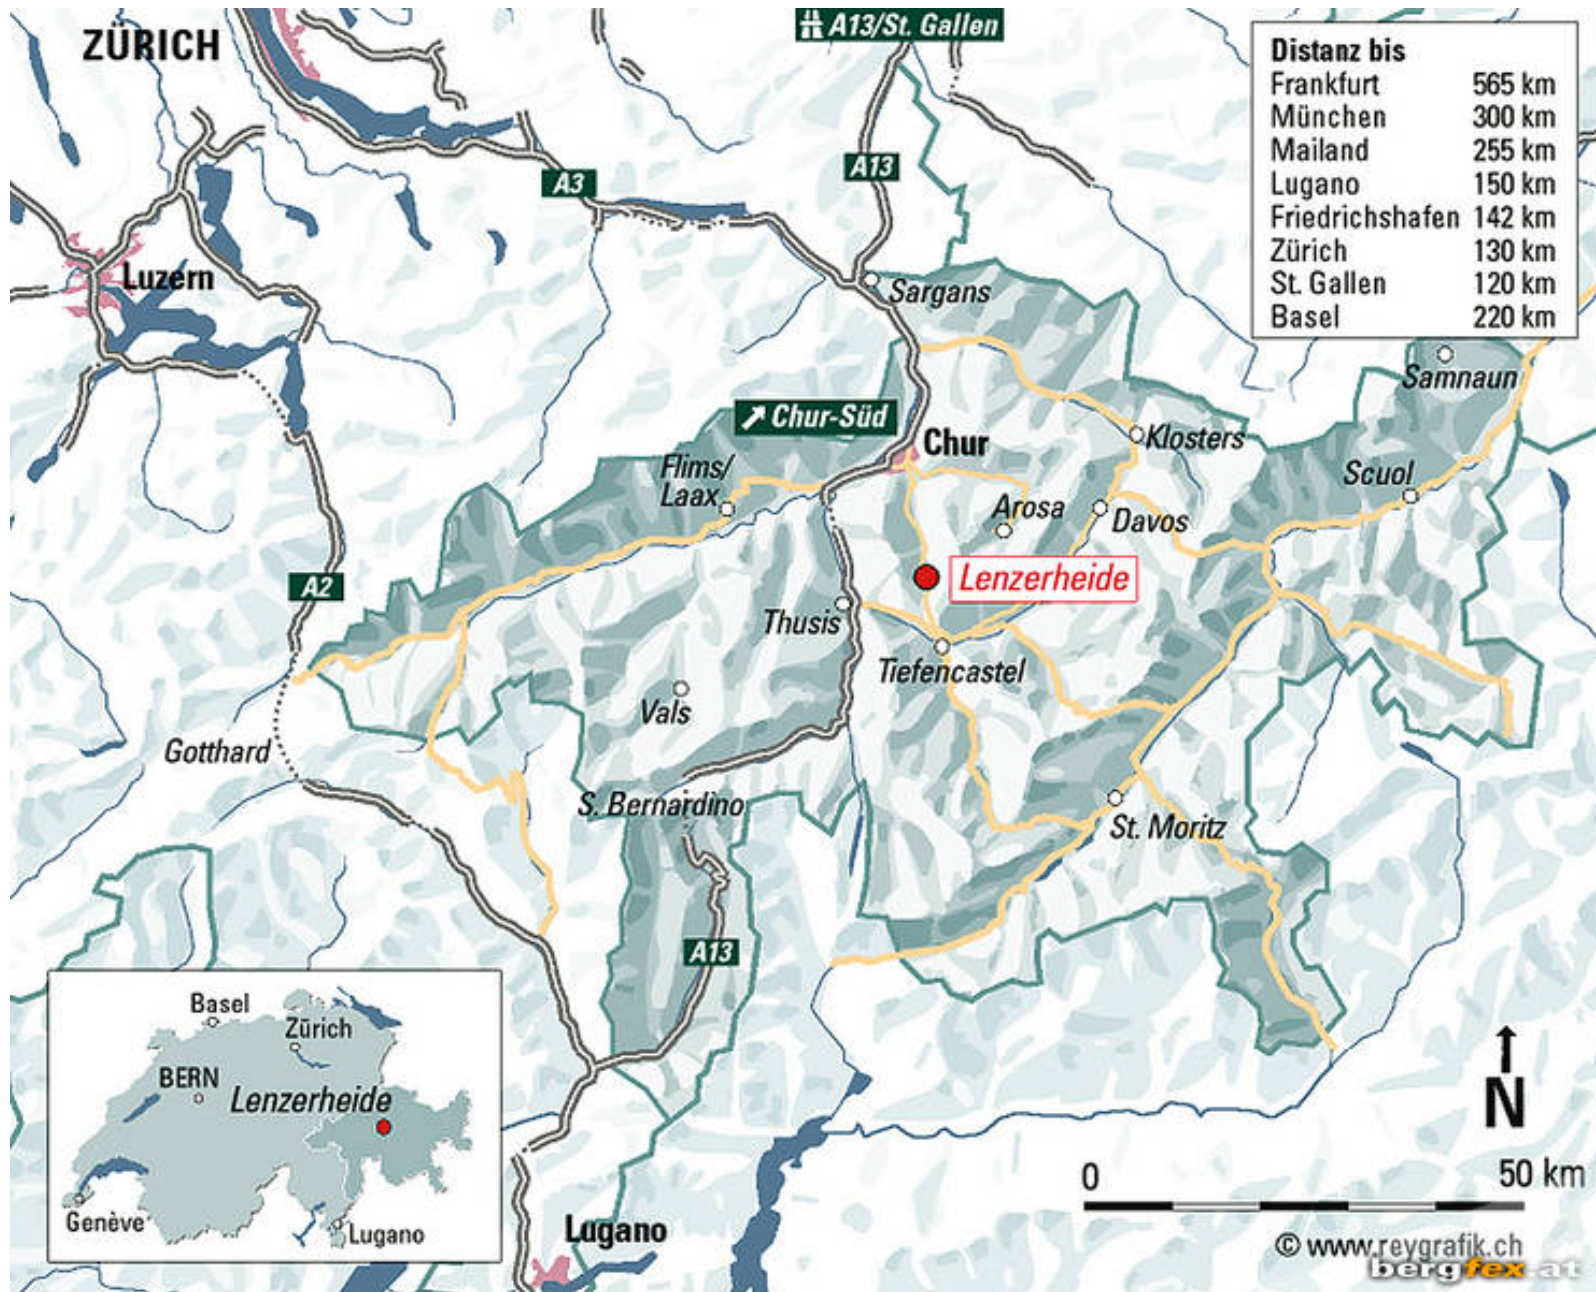 ZÜRICH
A13/St. Gallen
Distanz bis
Frankfurt 565 km
München 300 km
Mailand 255 km
Lugano 150 km
Friedrichshafen 142 km
Zürich 130 km
St. Gallen 120 km
Basel 220 km
A3
A13
Luzern
Sargans
Samnaun
Chur-Süd
Chur
Klosters
Flims/
Laax
Scuol
Arosa
Davos
A2
Lenzerheide
Thusis
Tiefencastel
Vals
Gotthard
S. Bernardino
St. Moritz
A13
Basel
Zürich
BERN
Lenzerheide
Genève
Lugano
Lugano
N
0 50 km
© www.reygrafik.ch
bergfex.at